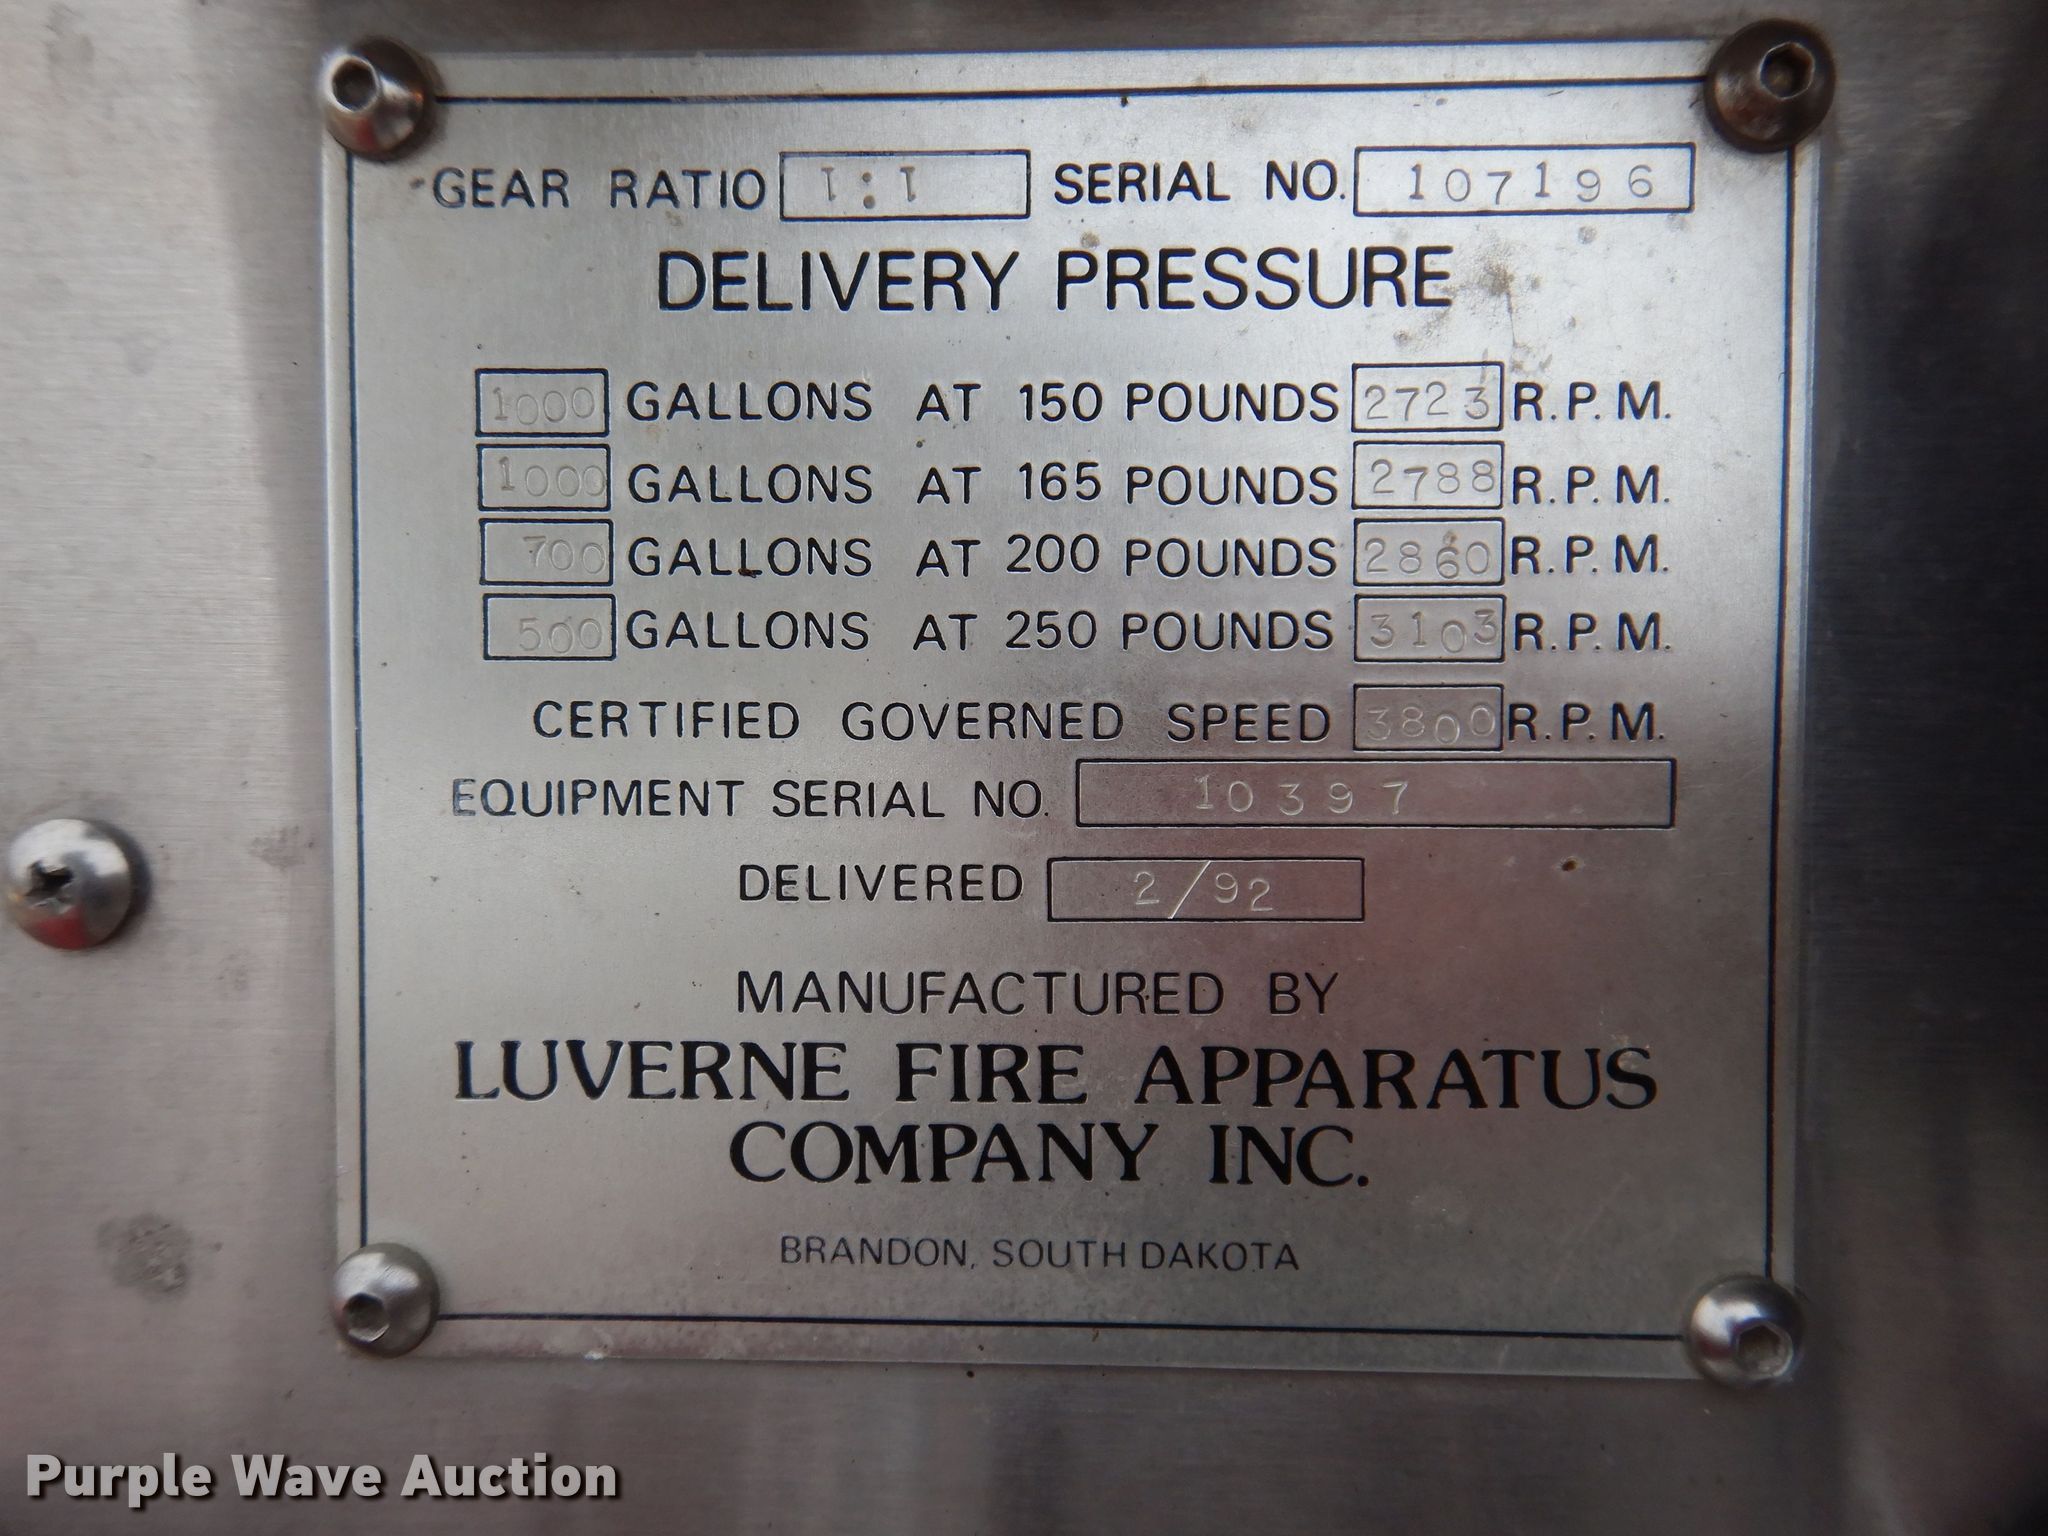 GEAR RATIO 1:1 SERIAL NO. 107196
DELIVERY PRESSURE
1000 GALLONS AT 150 POUNDS 2723 R.P.M.
1000 GALLONS AT 165 POUNDS 2788 R.P.M.
700 GALLONS AT 200 POUNDS 2860 R.P.M.
500 GALLONS AT 250 POUNDS 3103 R.P.M.
CERTIFIED GOVERNED SPEED 3800 R.P.M.
EQUIPMENT SERIAL NO. 10397
DELIVERED 2/92
MANUFACTURED BY
LUVERNE FIRE APPARATUS
COMPANY INC.
BRANDON, SOUTH DAKOTA
Purple Wave Auction